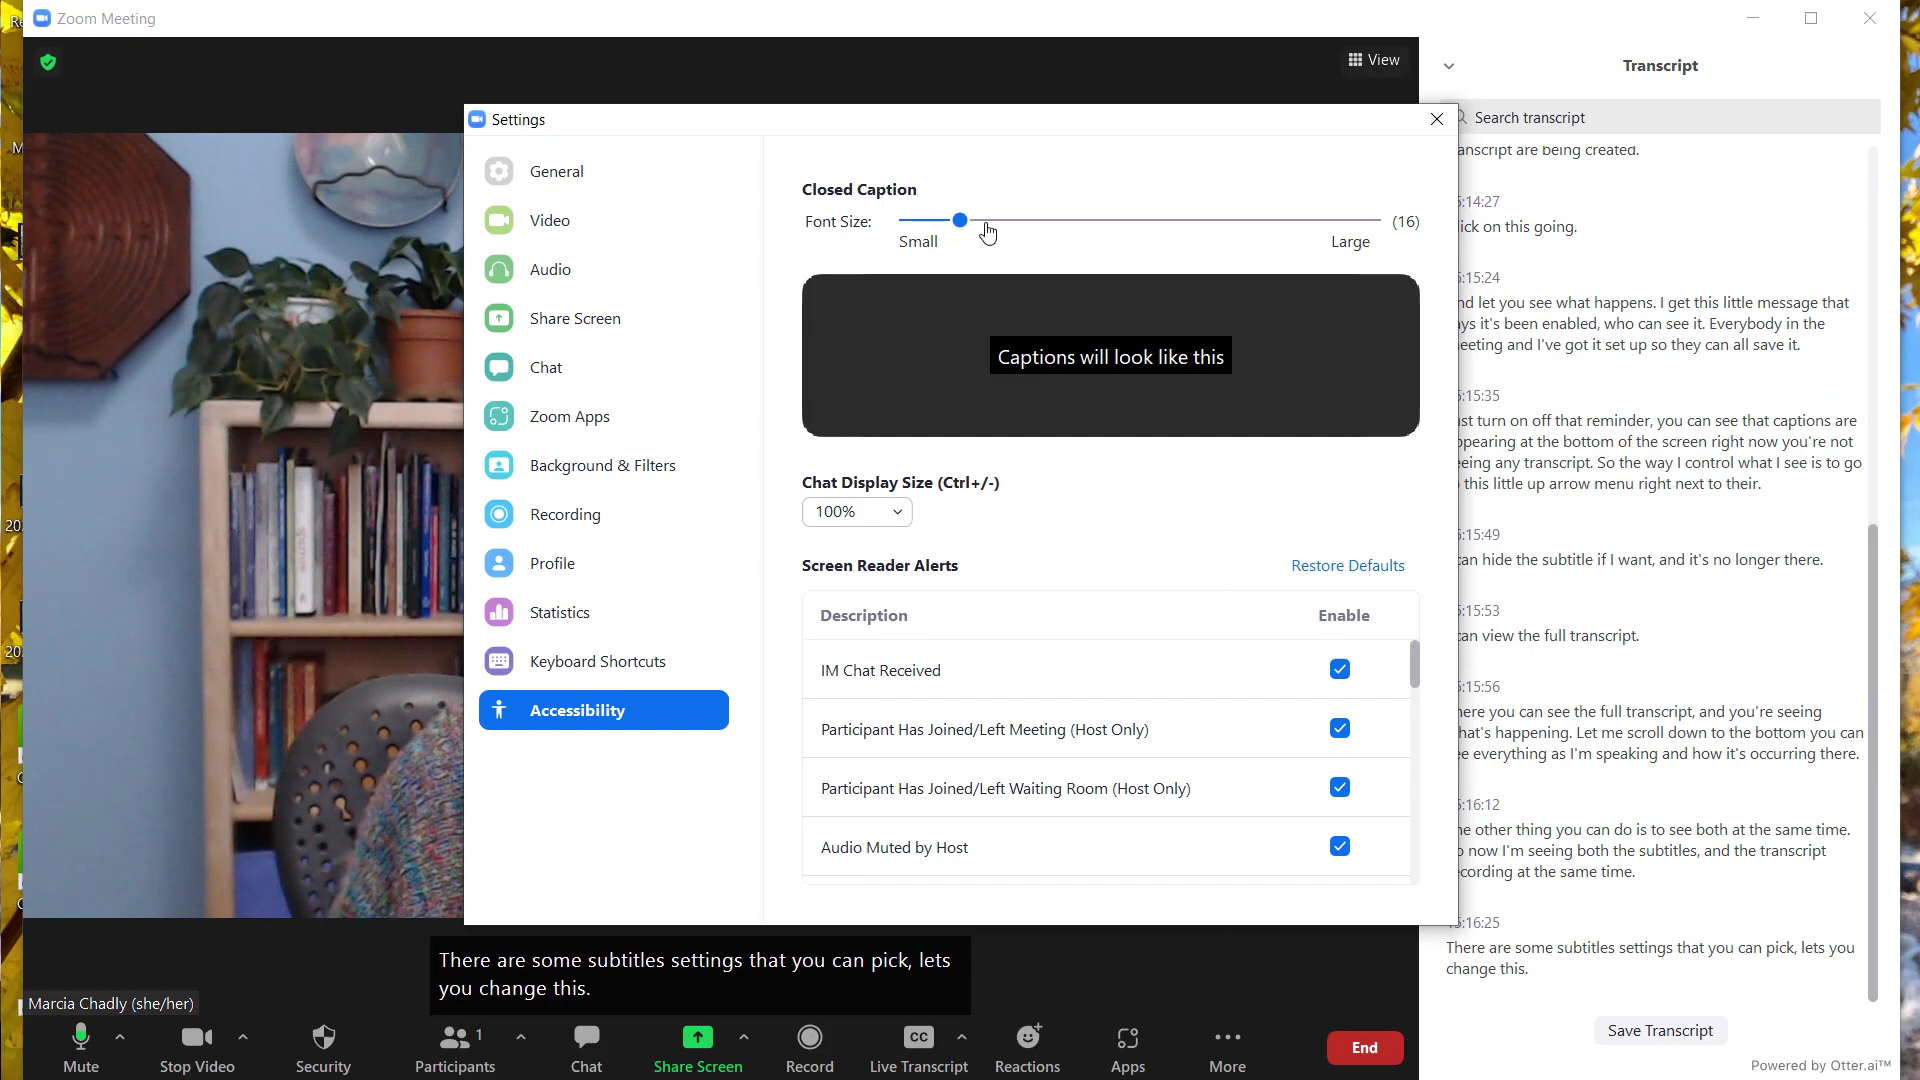 Zoom Meeting
View
Transcript
Search transcript
Settings
General
Video
Audio
Share Screen
Chat
Zoom Apps
Background & Filters
Recording
Profile
Statistics
Keyboard Shortcuts
Accessibility
Closed Caption
Font Size:
(16)
Small
Large
Captions will look like this
Chat Display Size (Ctrl+/-)
100%
Screen Reader Alerts
Restore Defaults
Description
Enable
IM Chat Received
Participant Has Joined/Left Meeting (Host Only)
Participant Has Joined/Left Waiting Room (Host Only)
Audio Muted by Host
are being created.
:14:27
on this going.
:15:24
let you see what happens. I get this little message that
it's been enabled, who can see it. Everybody in the
and I've got it set up so they can all save it.
:15:35
turn on off that reminder, you can see that captions are
at the bottom of the screen right now you're not
any transcript. So the way I control what I see is to go
this little up arrow menu right next to their.
:15:49
can hide the subtitle if I want, and it's no longer there.
:15:53
can view the full transcript.
:15:56
you can see the full transcript, and you're seeing
happening. Let me scroll down to the bottom you can
everything as I'm speaking and how it's occurring there.
:16:12
other thing you can do is to see both at the same time.
now I'm seeing both the subtitles, and the transcript
at the same time.
:16:25
There are some subtitles settings that you can pick, lets you
change this.
Save Transcript
Powered by Otter.ai™
There are some subtitles settings that you can pick, lets
you change this.
Marcia Chadly (she/her)
Mute
Stop Video
Security
1
Participants
Chat
Share Screen
Record
CC
Live Transcript
Reactions
Apps
More
End